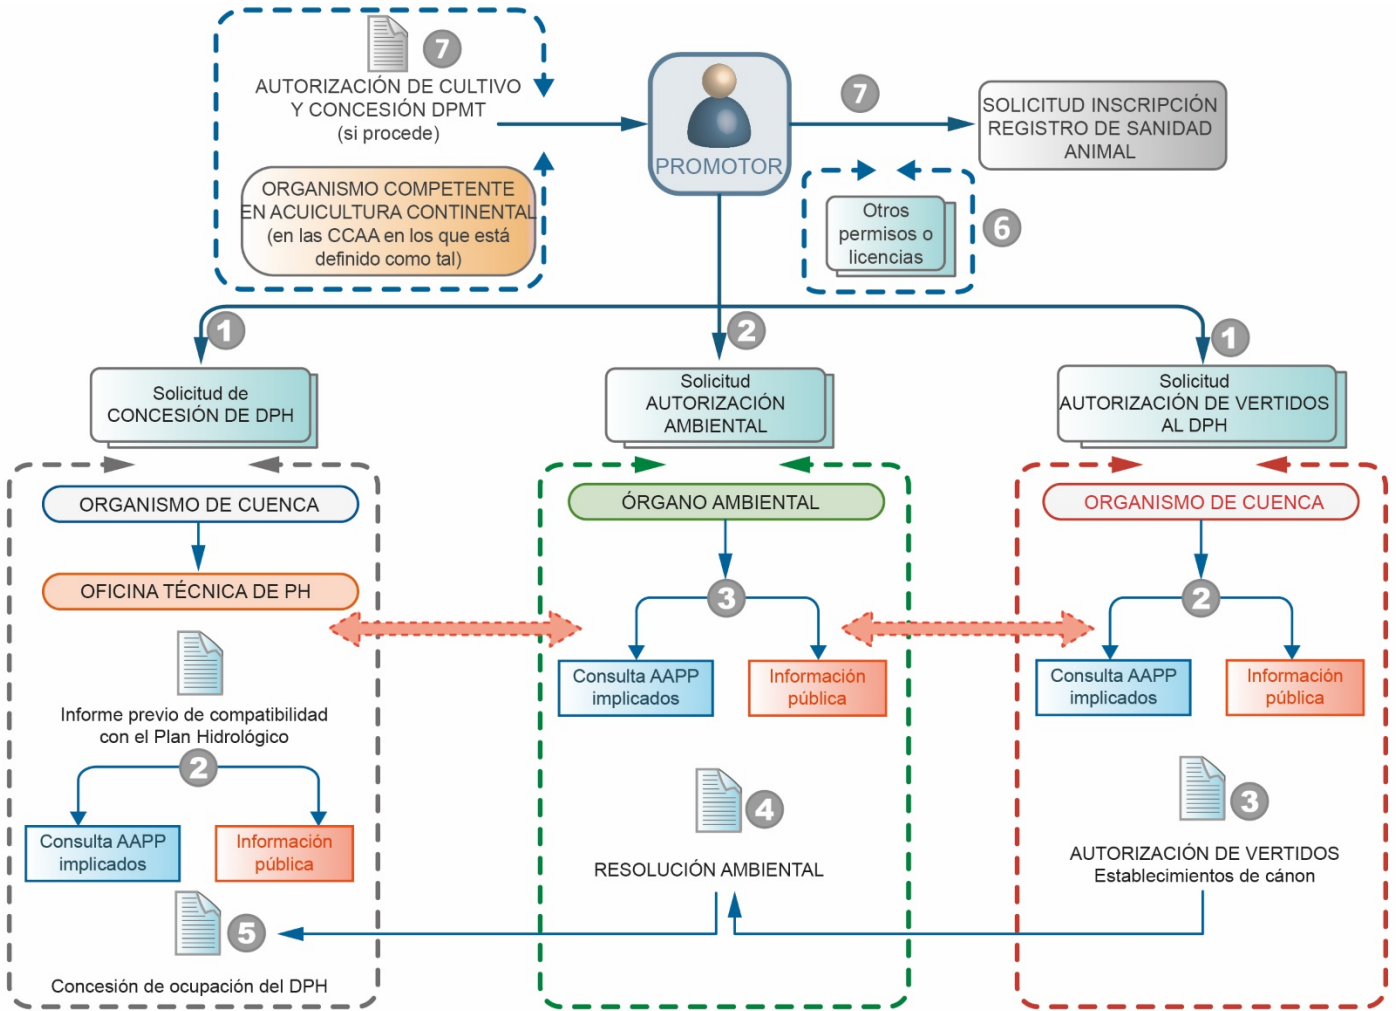 7
AUTORIZACIÓN DE CULTIVO
Y CONCESIÓN DPMT
(si procede)
ORGANISMO COMPETENTE
EN ACUICULTURA CONTINENTAL
(en las CCAA en los que está
definido como tal)
PROMOTOR
7
SOLICITUD INSCRIPCIÓN
REGISTRO DE SANIDAD
ANIMAL
Otros
permisos o
licencias
6
1
2
1
Solicitud de
CONCESIÓN DE DPH
Solicitud
AUTORIZACIÓN
AMBIENTAL
Solicitud
AUTORIZACIÓN DE VERTIDOS
AL DPH
ORGANISMO DE CUENCA
OFICINA TÉCNICA DE PH
Informe previo de compatibilidad
con el Plan Hidrológico
2
Consulta AAPP
implicados
Información
pública
5
Concesión de ocupación del DPH
ÓRGANO AMBIENTAL
3
Consulta AAPP
implicados
Información
pública
4
RESOLUCIÓN AMBIENTAL
ORGANISMO DE CUENCA
2
Consulta AAPP
implicados
Información
pública
3
AUTORIZACIÓN DE VERTIDOS
Establecimientos de cánon